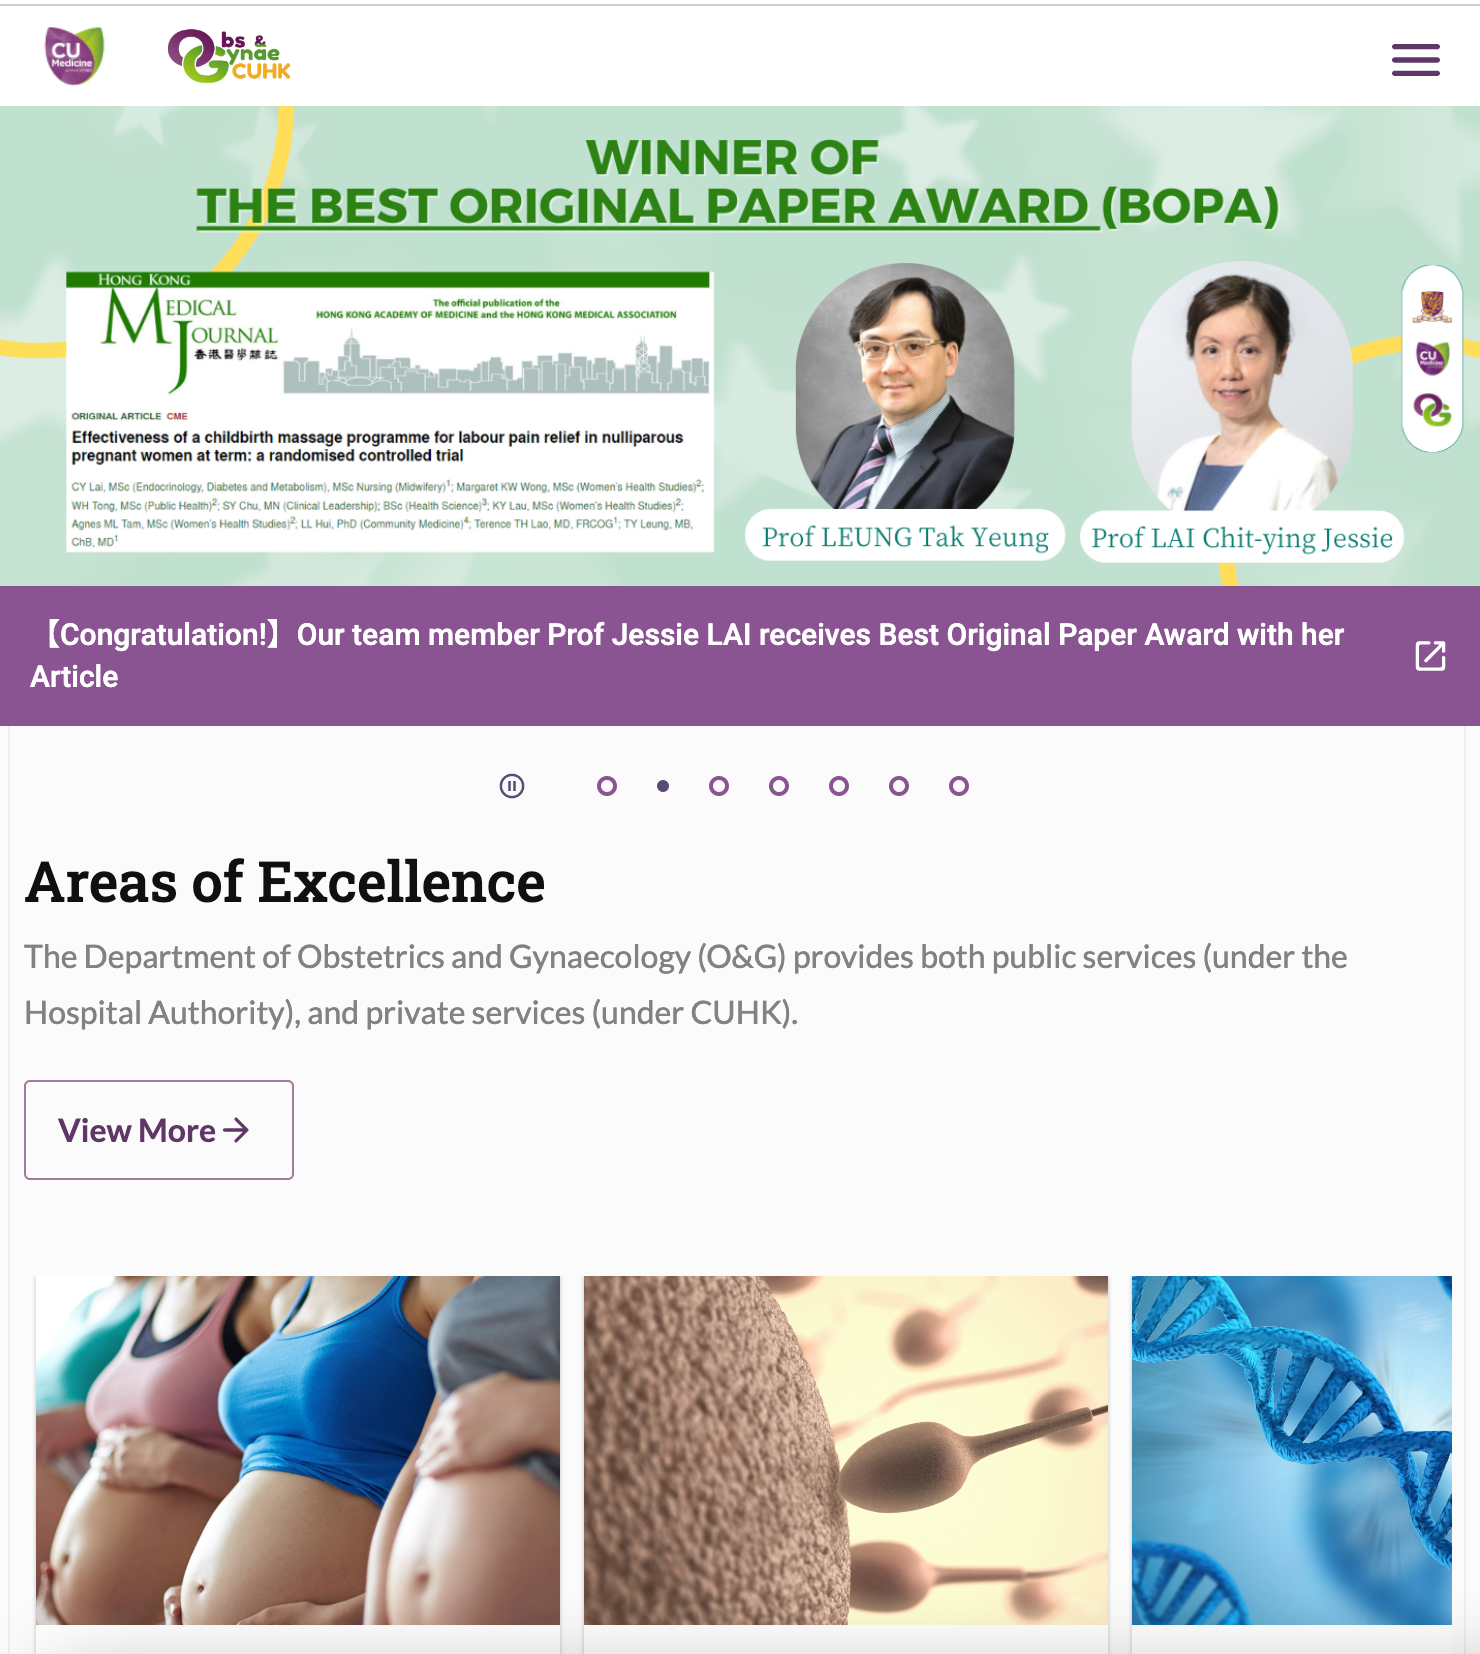 CU
Medicine
Obs &
Gynae
CUHK
WINNER OF
THE BEST ORIGINAL PAPER AWARD (BOPA)
HONG KONG
MEDICAL
JOURNAL
香港醫學雜誌
The official publication of the
HONG KONG ACADEMY OF MEDICINE and the HONG KONG MEDICAL ASSOCIATION
ORIGINAL ARTICLE CME
Effectiveness of a childbirth massage programme for labour pain relief in nulliparous
pregnant women at term: a randomised controlled trial
CY Lai, MSc (Endocrinology, Diabetes and Metabolism), MSc Nursing (Midwifery)1; Margaret KW Wong, MSc (Women's Health Studies)2;
WH Tong, MSc (Public Health)2; SY Chu, MN (Clinical Leadership); BSc (Health Science)3; KY Lau, MSc (Women's Health Studies)2;
Agnes ML Tam, MSc (Women's Health Studies)2; LL Hui, PhD (Community Medicine)4; Terence TH Lao, MD, FRCOG1; TY Leung, MB,
ChB, MD1
Prof LEUNG Tak Yeung
Prof LAI Chit-ying Jessie
CU
Medicine
【Congratulation!】Our team member Prof Jessie LAI receives Best Original Paper Award with her
Article
Areas of Excellence
The Department of Obstetrics and Gynaecology (O&G) provides both public services (under the
Hospital Authority), and private services (under CUHK).
View More →